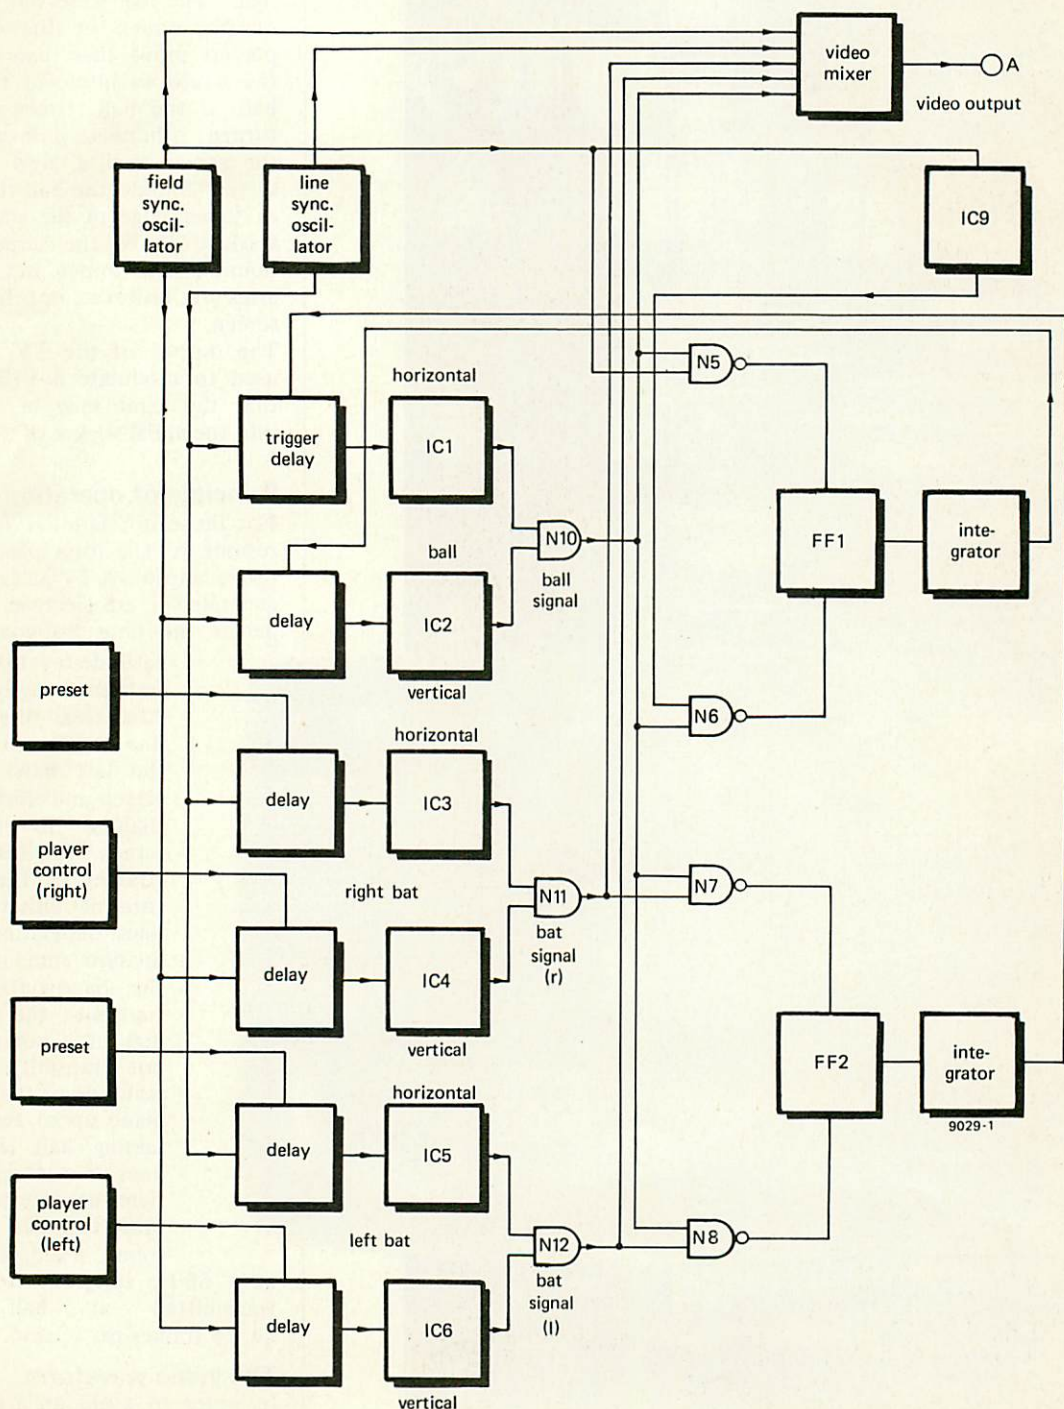 video
mixer
A
video output
field
sync.
oscil-
lator
line
sync.
oscil-
lator
IC9
N5
horizontal
trigger
delay
IC1
N10
ball
ball
signal
delay
IC2
vertical
FF1
inte-
grator
preset
N6
horizontal
delay
IC3
player
control
(right)
right bat
N7
N11
bat
signal
(r)
delay
IC4
vertical
preset
FF2
inte-
grator
9029-1
horizontal
delay
IC5
player
control
(left)
left bat
N8
N12
bat
signal
(l)
delay
IC6
vertical